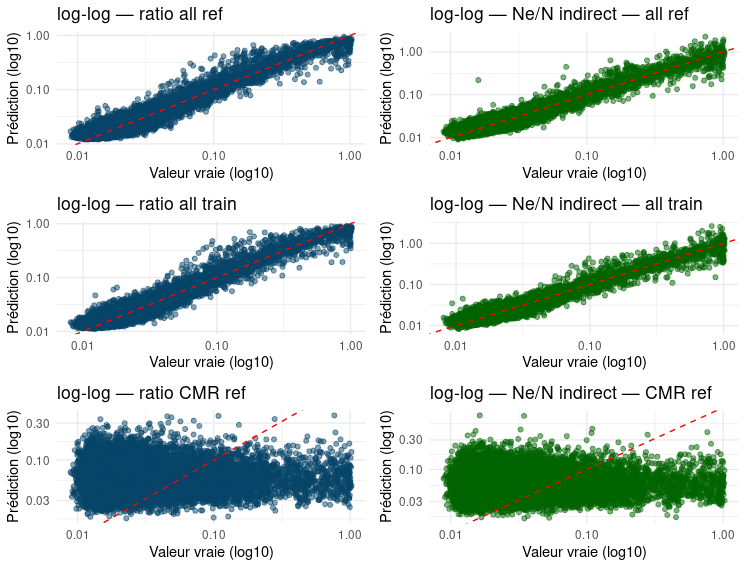 log-log — ratio all ref
Prédiction (log10)
1.00
0.10
0.01
0.01 0.10 1.00
Valeur vraie (log10)
log-log — Ne/N indirect — all ref
Prédiction (log10)
1.00
0.10
0.01
0.01 0.10 1.00
Valeur vraie (log10)
log-log — ratio all train
Prédiction (log10)
1.00
0.10
0.01
0.01 0.10 1.00
Valeur vraie (log10)
log-log — Ne/N indirect — all train
Prédiction (log10)
1.00
0.10
0.01
0.01 0.10 1.00
Valeur vraie (log10)
log-log — ratio CMR ref
Prédiction (log10)
0.30
0.10
0.03
0.01 0.10 1.00
Valeur vraie (log10)
log-log — Ne/N indirect — CMR ref
Prédiction (log10)
0.30
0.10
0.03
0.01 0.10 1.00
Valeur vraie (log10)